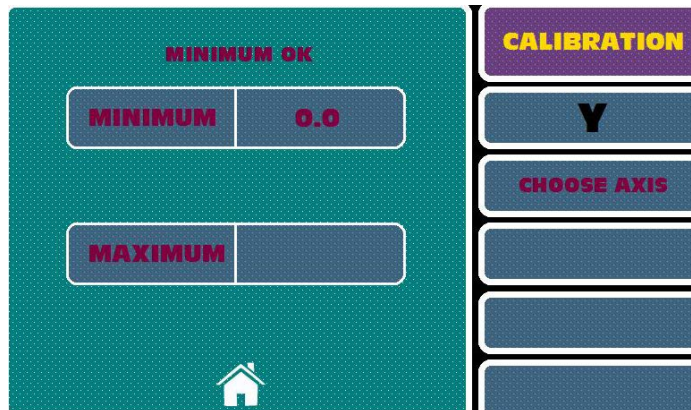 MINIMUM OK
MINIMUM 0.0
MAXIMUM
CALIBRATION
Y
CHOOSE AXIS